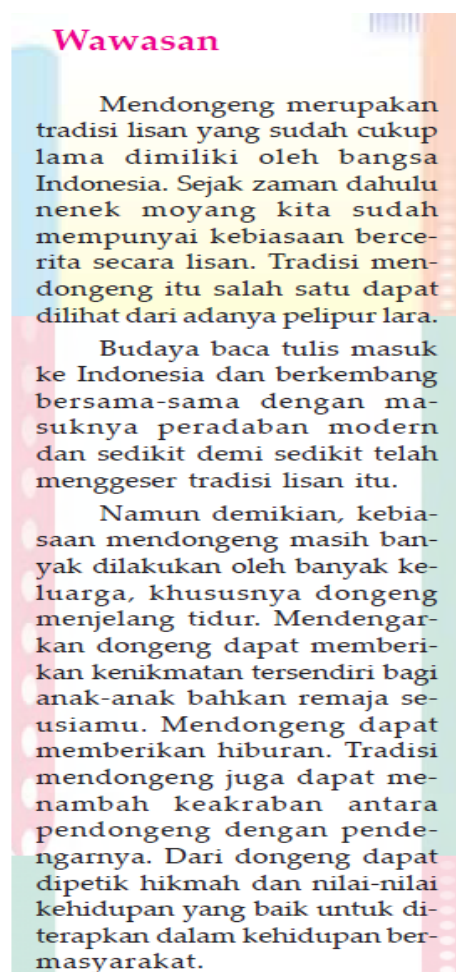 Wawasan
Mendongeng merupakan
tradisi lisan yang sudah cukup
lama dimiliki oleh bangsa
Indonesia. Sejak zaman dahulu
nenek moyang kita sudah
mempunyai kebiasaan berce-
rita secara lisan. Tradisi men-
dongeng itu salah satu dapat
dilihat dari adanya pelipur lara.
Budaya baca tulis masuk
ke Indonesia dan berkembang
bersama-sama dengan ma-
suknya peradaban modern
dan sedikit demi sedikit telah
menggeser tradisi lisan itu.
Namun demikian, kebia-
saan mendongeng masih ban-
yak dilakukan oleh banyak ke-
luarga, khususnya dongeng
menjelang tidur. Mendengar-
kan dongeng dapat memberi-
kan kenikmatan tersendiri bagi
anak-anak bahkan remaja se-
usiamu. Mendongeng dapat
memberikan hiburan. Tradisi
mendongeng juga dapat me-
nambah keakraban antara
pendongeng dengan pende-
ngarnya. Dari dongeng dapat
dipetik hikmah dan nilai-nilai
kehidupan yang baik untuk di-
terapkan dalam kehidupan ber-
masyarakat.